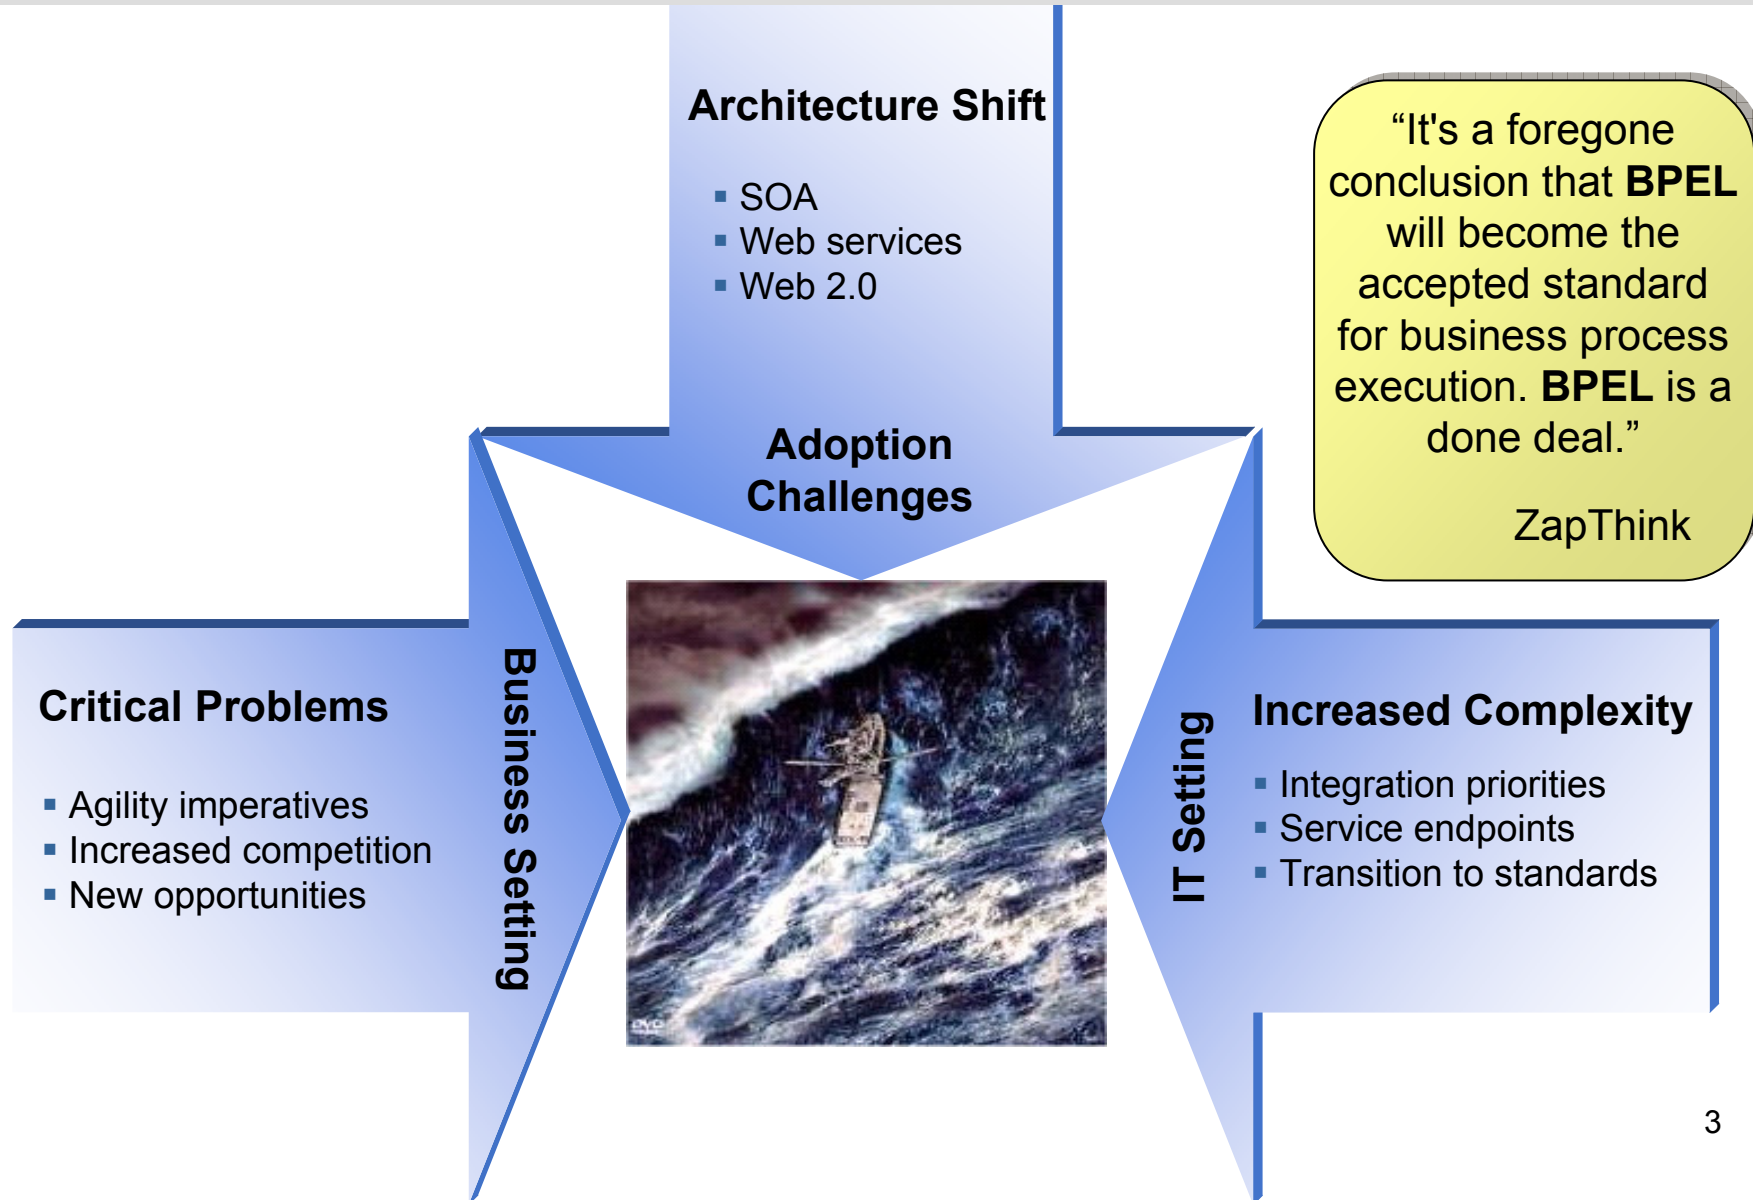 Architecture Shift
▪ SOA
▪ Web services
▪ Web 2.0
Adoption
Challenges
“It's a foregone
conclusion that BPEL
will become the
accepted standard
for business process
execution. BPEL is a
done deal.”
ZapThink
Critical Problems
▪ Agility imperatives
▪ Increased competition
▪ New opportunities
Business Setting
IT Setting
Increased Complexity
▪ Integration priorities
▪ Service endpoints
▪ Transition to standards
DVD
3